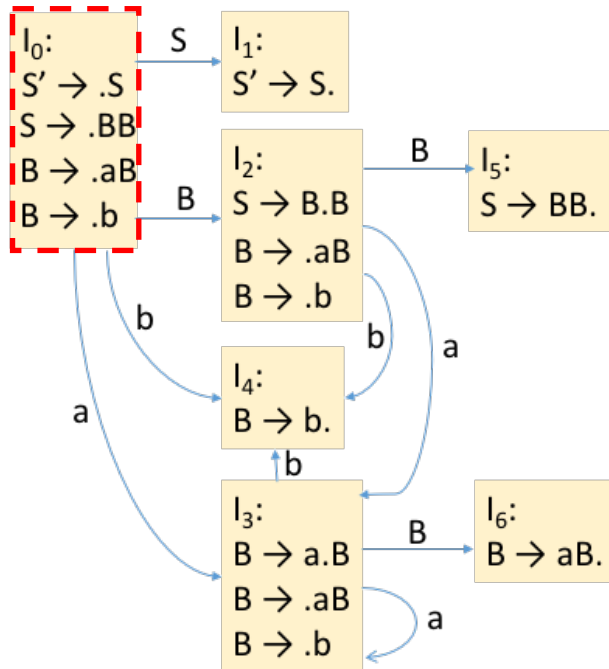 I₀:
S' → .S
S → .BB
B → .aB
B → .b
S
I₁:
S' → S.
B
I₂:
S → B.B
B → .aB
B → .b
B
I₅:
S → BB.
b
b
a
a
I₄:
B → b.
b
I₃:
B → a.B
B → .aB
B → .b
B
I₆:
B → aB.
a